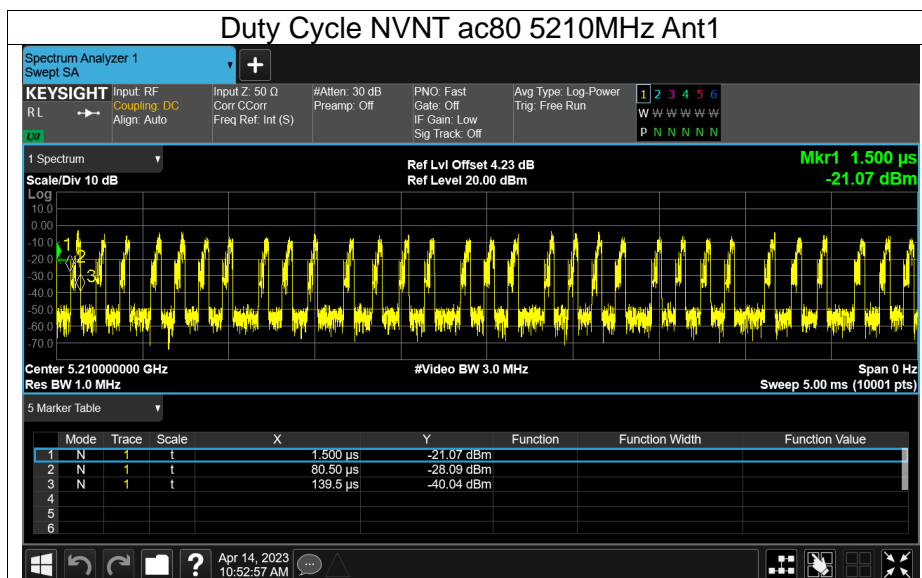 Duty Cycle NVNT ac80 5210MHz Ant1
Spectrum Analyzer 1
Swept SA
+
KEYSIGHT
R L
LXI
Input: RF
Coupling: DC
Align: Auto
Input Z: 50 Ω
Corr CCorr
Freq Ref: Int (S)
#Atten: 30 dB
Preamp: Off
PNO: Fast
Gate: Off
IF Gain: Low
Sig Track: Off
Avg Type: Log-Power
Trig: Free Run
1 2 3 4 5 6
W W W W W W
P N N N N N
1 Spectrum
Scale/Div 10 dB
Ref Lvl Offset 4.23 dB
Ref Level 20.00 dBm
Mkr1 1.500 µs
-21.07 dBm
Log
10.0
0.00
-10.0
-20.0
-30.0
-40.0
-50.0
-60.0
-70.0
1
2
3
Center 5.210000000 GHz
Res BW 1.0 MHz
#Video BW 3.0 MHz
Span 0 Hz
Sweep 5.00 ms (10001 pts)
5 Marker Table
Mode Trace Scale X Y Function Function Width Function Value
1 N 1 t 1.500 µs -21.07 dBm
2 N 1 t 80.50 µs -28.09 dBm
3 N 1 t 139.5 µs -40.04 dBm
4
5
6
?
Apr 14, 2023
10:52:57 AM